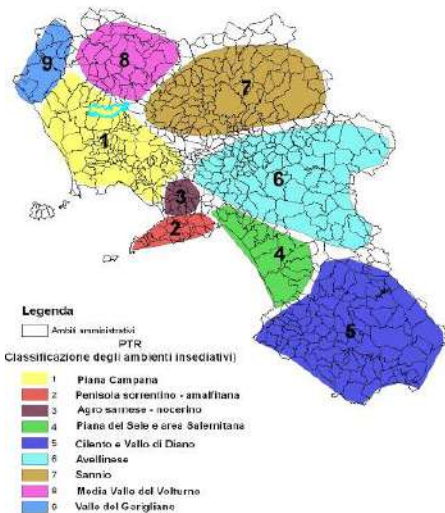 9
8
7
1
6
3
2
4
5
Legenda
Ambiti amministrativi
PTR
Classificazione degli ambienti insediativi)
1 Piana Campana
2 Penisola sorrentino - amalfitana
3 Agro sarnese - nocerino
4 Piana del Sele e area Salernitana
5 Cilento e Vallo di Diano
6 Avellinese
7 Sannio
8 Media Valle del Volturno
9 Valle del Garigliano